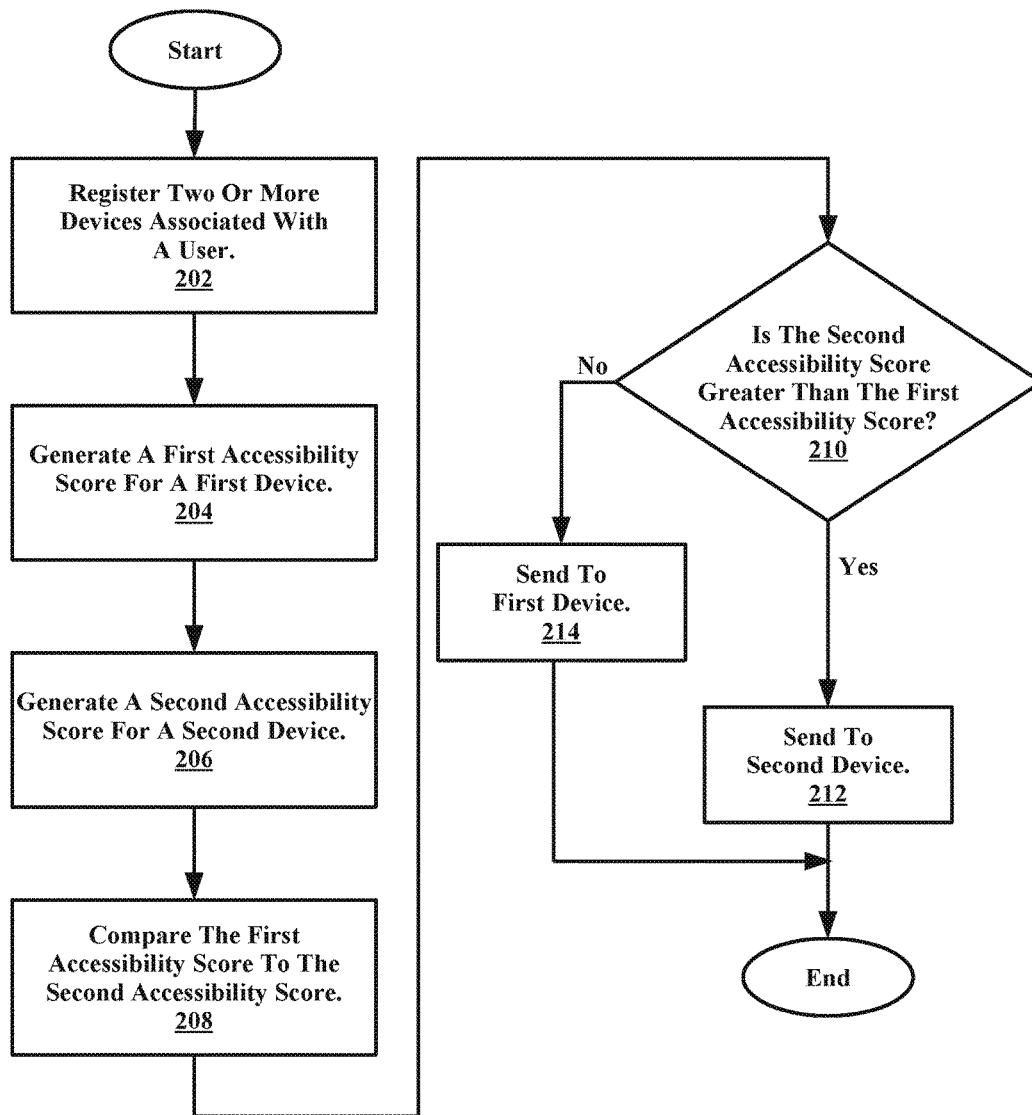 Start
Register Two Or More
Devices Associated With
A User.
202
Generate A First Accessibility
Score For A First Device.
204
Generate A Second Accessibility
Score For A Second Device.
206
Compare The First
Accessibility Score To The
Second Accessibility Score.
208
Is The Second
Accessibility Score
Greater Than The First
Accessibility Score?
210
No
Yes
Send To
First Device.
214
Send To
Second Device.
212
End